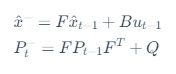 x̂⁻ = Fx̂ₜ₋₁ + Buₜ₋₁
Pₜ⁻ = FPₜ₋₁Fᵀ + Q